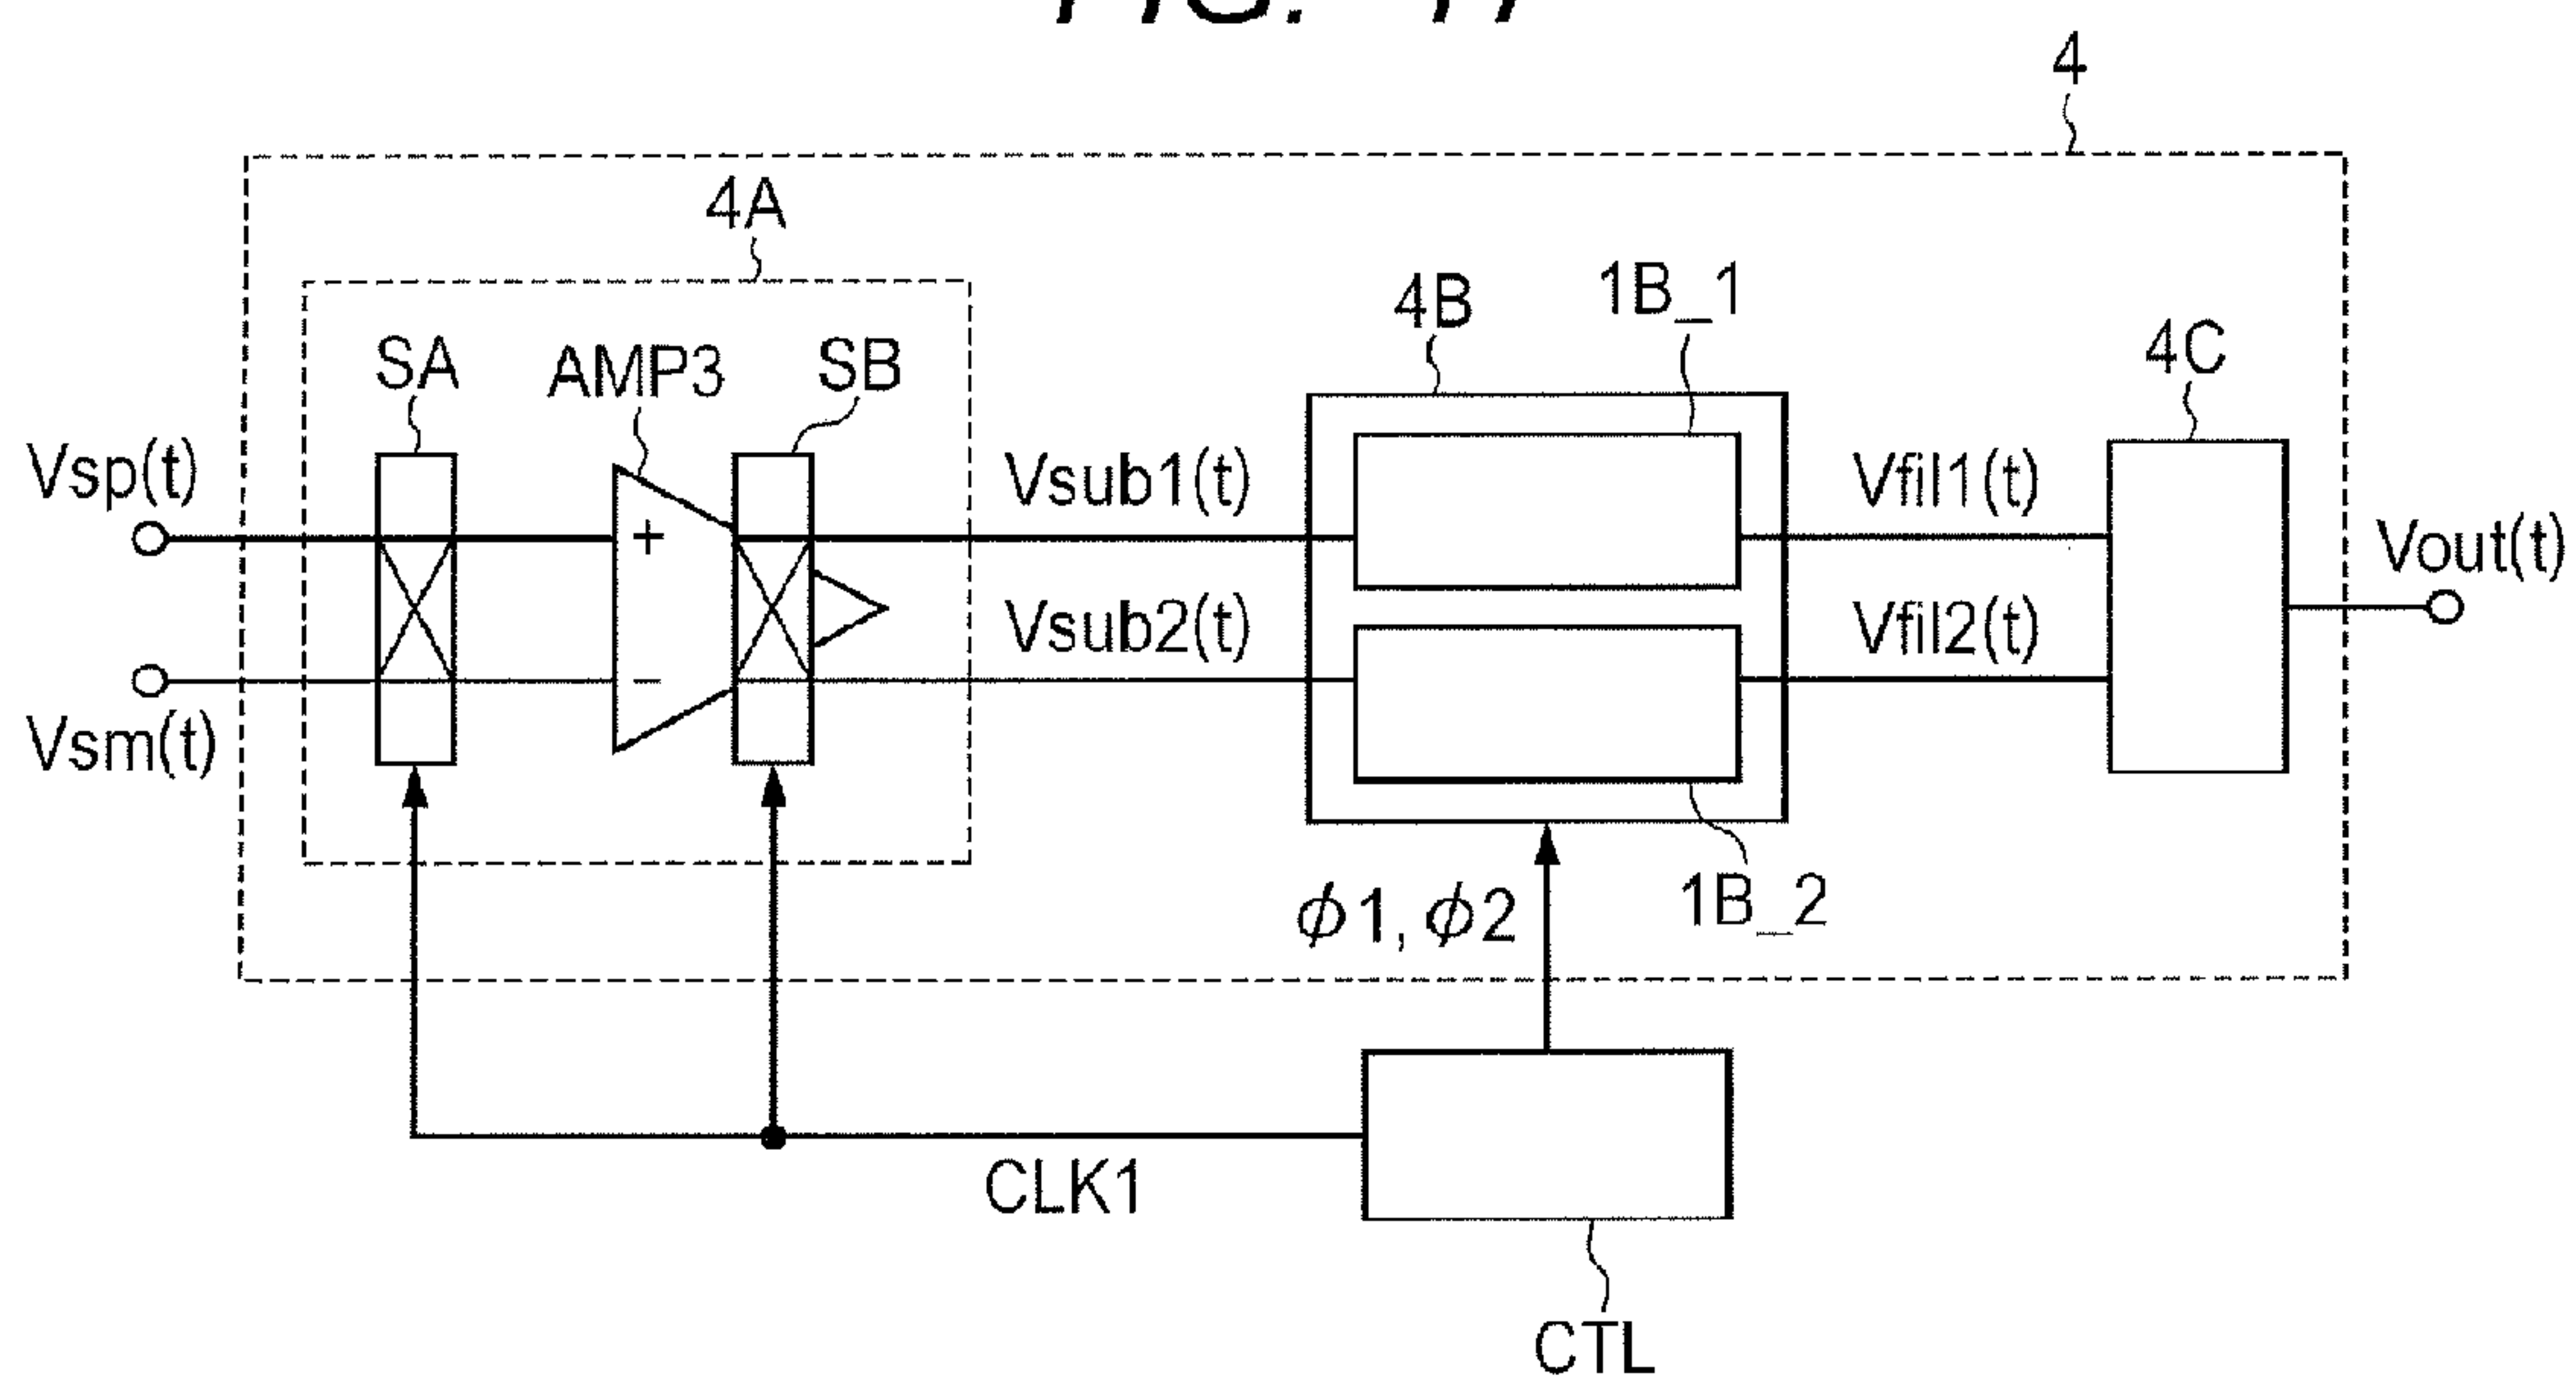 4
4A
SA
AMP3
SB
4B
1B_1
4C
Vsp(t)
+
Vsub1(t)
Vfil1(t)
Vout(t)
Vsm(t)
−
Vsub2(t)
Vfil2(t)
ϕ1, ϕ2
1B_2
CLK1
CTL